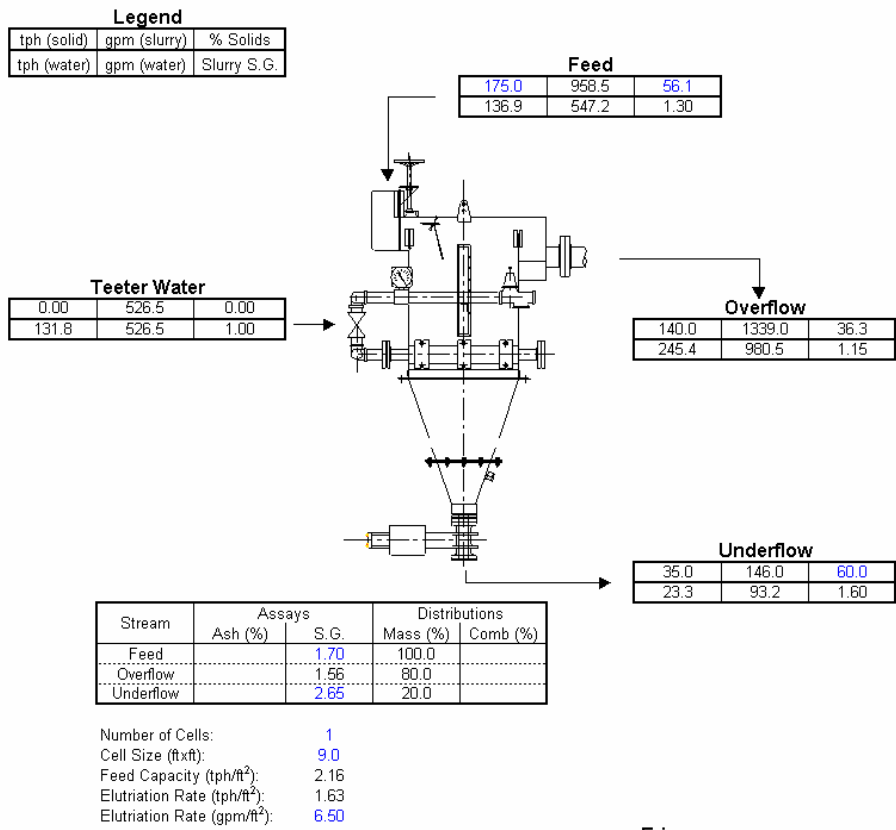 Legend
tph (solid) gpm (slurry) % Solids
tph (water) gpm (water) Slurry S.G.
Feed
175.0 958.5 56.1
136.9 547.2 1.30
Teeter Water
0.00 526.5 0.00
131.8 526.5 1.00
Overflow
140.0 1339.0 36.3
245.4 980.5 1.15
Underflow
35.0 146.0 60.0
23.3 93.2 1.60
Stream Assays Distributions
Ash (%) S.G. Mass (%) Comb (%)
Feed 1.70 100.0
Overflow 1.56 80.0
Underflow 2.65 20.0
Number of Cells: 1
Cell Size (ftxft): 9.0
Feed Capacity (tph/ft²): 2.16
Elutriation Rate (tph/ft²): 1.63
Elutriation Rate (gpm/ft²): 6.50